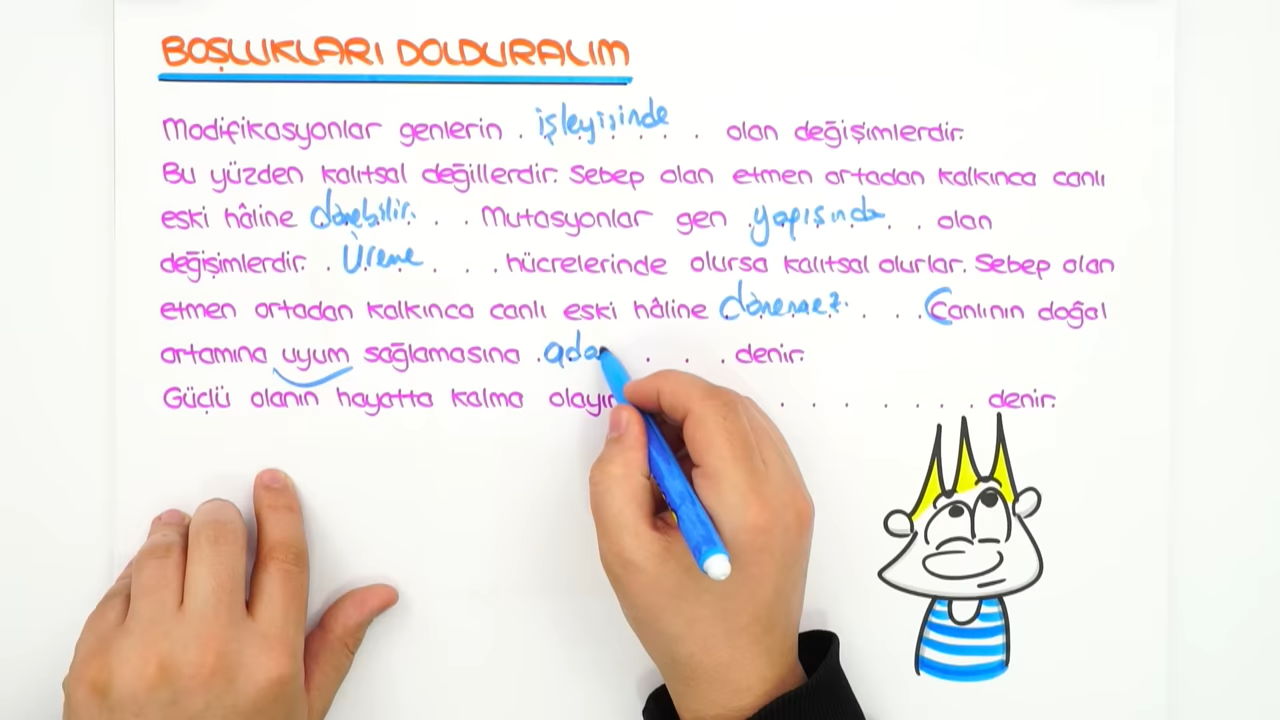 BOŞLUKLARI DOLDURALIM
Modifikasyonlar genlerin . işleyişinde . olan değişimlerdir.
Bu yüzden kalıtsal değillerdir. Sebep olan etmen ortadan kalkınca canlı
eski hâline dönebilir. . . Mutasyonlar gen . yapısında . . olan
değişimlerdir. . Üreme . . . hücrelerinde olursa kalıtsal olurlar. Sebep olan
etmen ortadan kalkınca canlı eski hâline dönemez. . . . Canlının doğal
ortamına uyum sağlamasına . ada . . . denir.
Güçlü olanın hayatta kalma . . . . . . . denir.